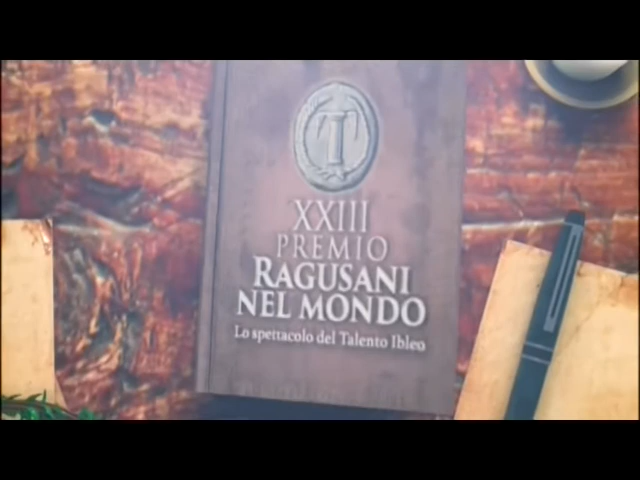 T
XXIII
PREMIO
RAGUSANI
NEL MONDO
Lo spettacolo del Talento Ibleo